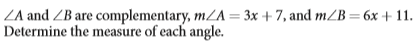 ∠A and ∠B are complementary, m∠A = 3x + 7, and m∠B = 6x + 11.
Determine the measure of each angle.